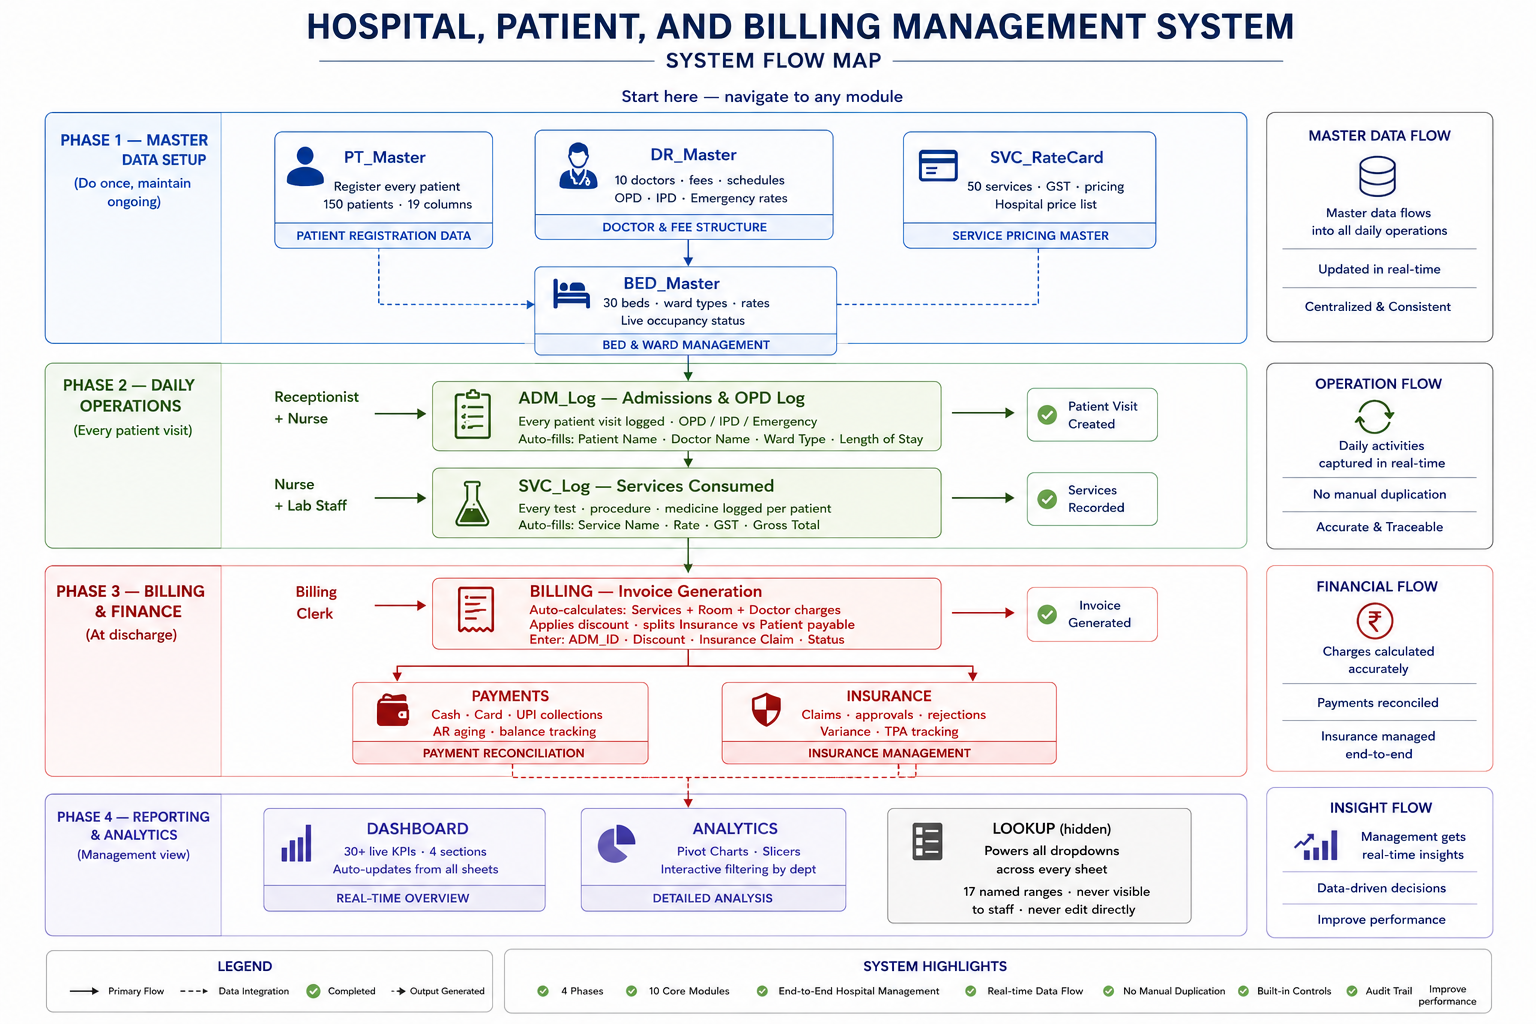 HOSPITAL, PATIENT, AND BILLING MANAGEMENT SYSTEM
SYSTEM FLOW MAP
Start here — navigate to any module
PHASE 1 — MASTER
DATA SETUP
(Do once, maintain
ongoing)
PT_Master
Register every patient
150 patients · 19 columns
PATIENT REGISTRATION DATA
DR_Master
10 doctors · fees · schedules
OPD · IPD · Emergency rates
DOCTOR & FEE STRUCTURE
SVC_RateCard
50 services · GST · pricing
Hospital price list
SERVICE PRICING MASTER
BED_Master
30 beds · ward types · rates
Live occupancy status
BED & WARD MANAGEMENT
MASTER DATA FLOW
Master data flows
into all daily operations
Updated in real-time
Centralized & Consistent
PHASE 2 — DAILY
OPERATIONS
(Every patient visit)
Receptionist
+ Nurse
ADM_Log — Admissions & OPD Log
Every patient visit logged · OPD / IPD / Emergency
Auto-fills: Patient Name · Doctor Name · Ward Type · Length of Stay
Patient Visit
Created
Nurse
+ Lab Staff
SVC_Log — Services Consumed
Every test · procedure · medicine logged per patient
Auto-fills: Service Name · Rate · GST · Gross Total
Services
Recorded
OPERATION FLOW
Daily activities
captured in real-time
No manual duplication
Accurate & Traceable
PHASE 3 — BILLING
& FINANCE
(At discharge)
Billing
Clerk
BILLING — Invoice Generation
Auto-calculates: Services + Room + Doctor charges
Applies discount · splits Insurance vs Patient payable
Enter: ADM_ID · Discount · Insurance Claim · Status
Invoice
Generated
PAYMENTS
Cash · Card · UPI collections
AR aging · balance tracking
PAYMENT RECONCILIATION
INSURANCE
Claims · approvals · rejections
Variance · TPA tracking
INSURANCE MANAGEMENT
FINANCIAL FLOW
₹
Charges calculated
accurately
Payments reconciled
Insurance managed
end-to-end
PHASE 4 — REPORTING
& ANALYTICS
(Management view)
DASHBOARD
30+ live KPIs · 4 sections
Auto-updates from all sheets
REAL-TIME OVERVIEW
ANALYTICS
Pivot Charts · Slicers
Interactive filtering by dept
DETAILED ANALYSIS
LOOKUP (hidden)
Powers all dropdowns
across every sheet
17 named ranges · never visible
to staff · never edit directly
INSIGHT FLOW
Management gets
real-time insights
Data-driven decisions
Improve performance
LEGEND
Primary Flow
Data Integration
Completed
Output Generated
SYSTEM HIGHLIGHTS
4 Phases
10 Core Modules
End-to-End Hospital Management
Real-time Data Flow
No Manual Duplication
Built-in Controls
Audit Trail
Improve
performance